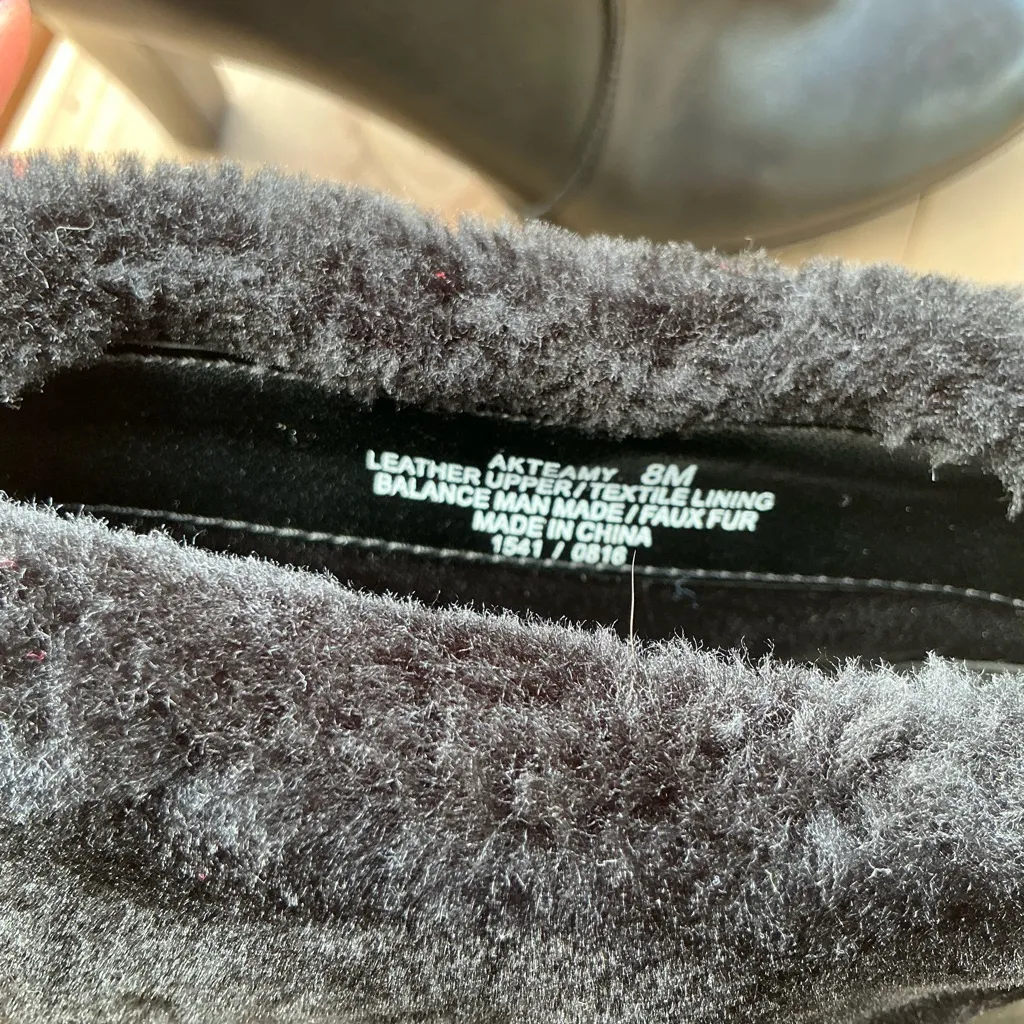 AKTEAMY 8M
LEATHER UPPER / TEXTILE LINING
BALANCE MAN MADE / FAUX FUR
MADE IN CHINA
1541 / 0816